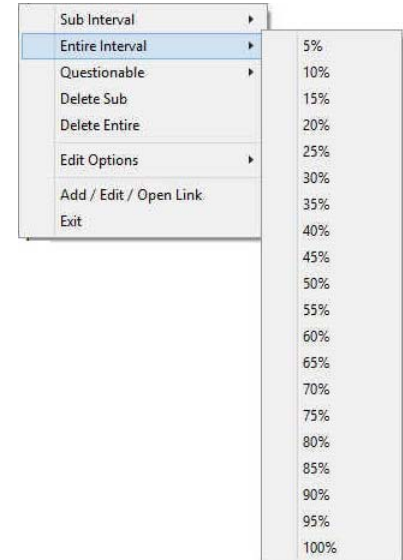 Sub Interval
Entire Interval
Questionable
Delete Sub
Delete Entire
Edit Options
Add / Edit / Open Link
Exit
5%
10%
15%
20%
25%
30%
35%
40%
45%
50%
55%
60%
65%
70%
75%
80%
85%
90%
95%
100%